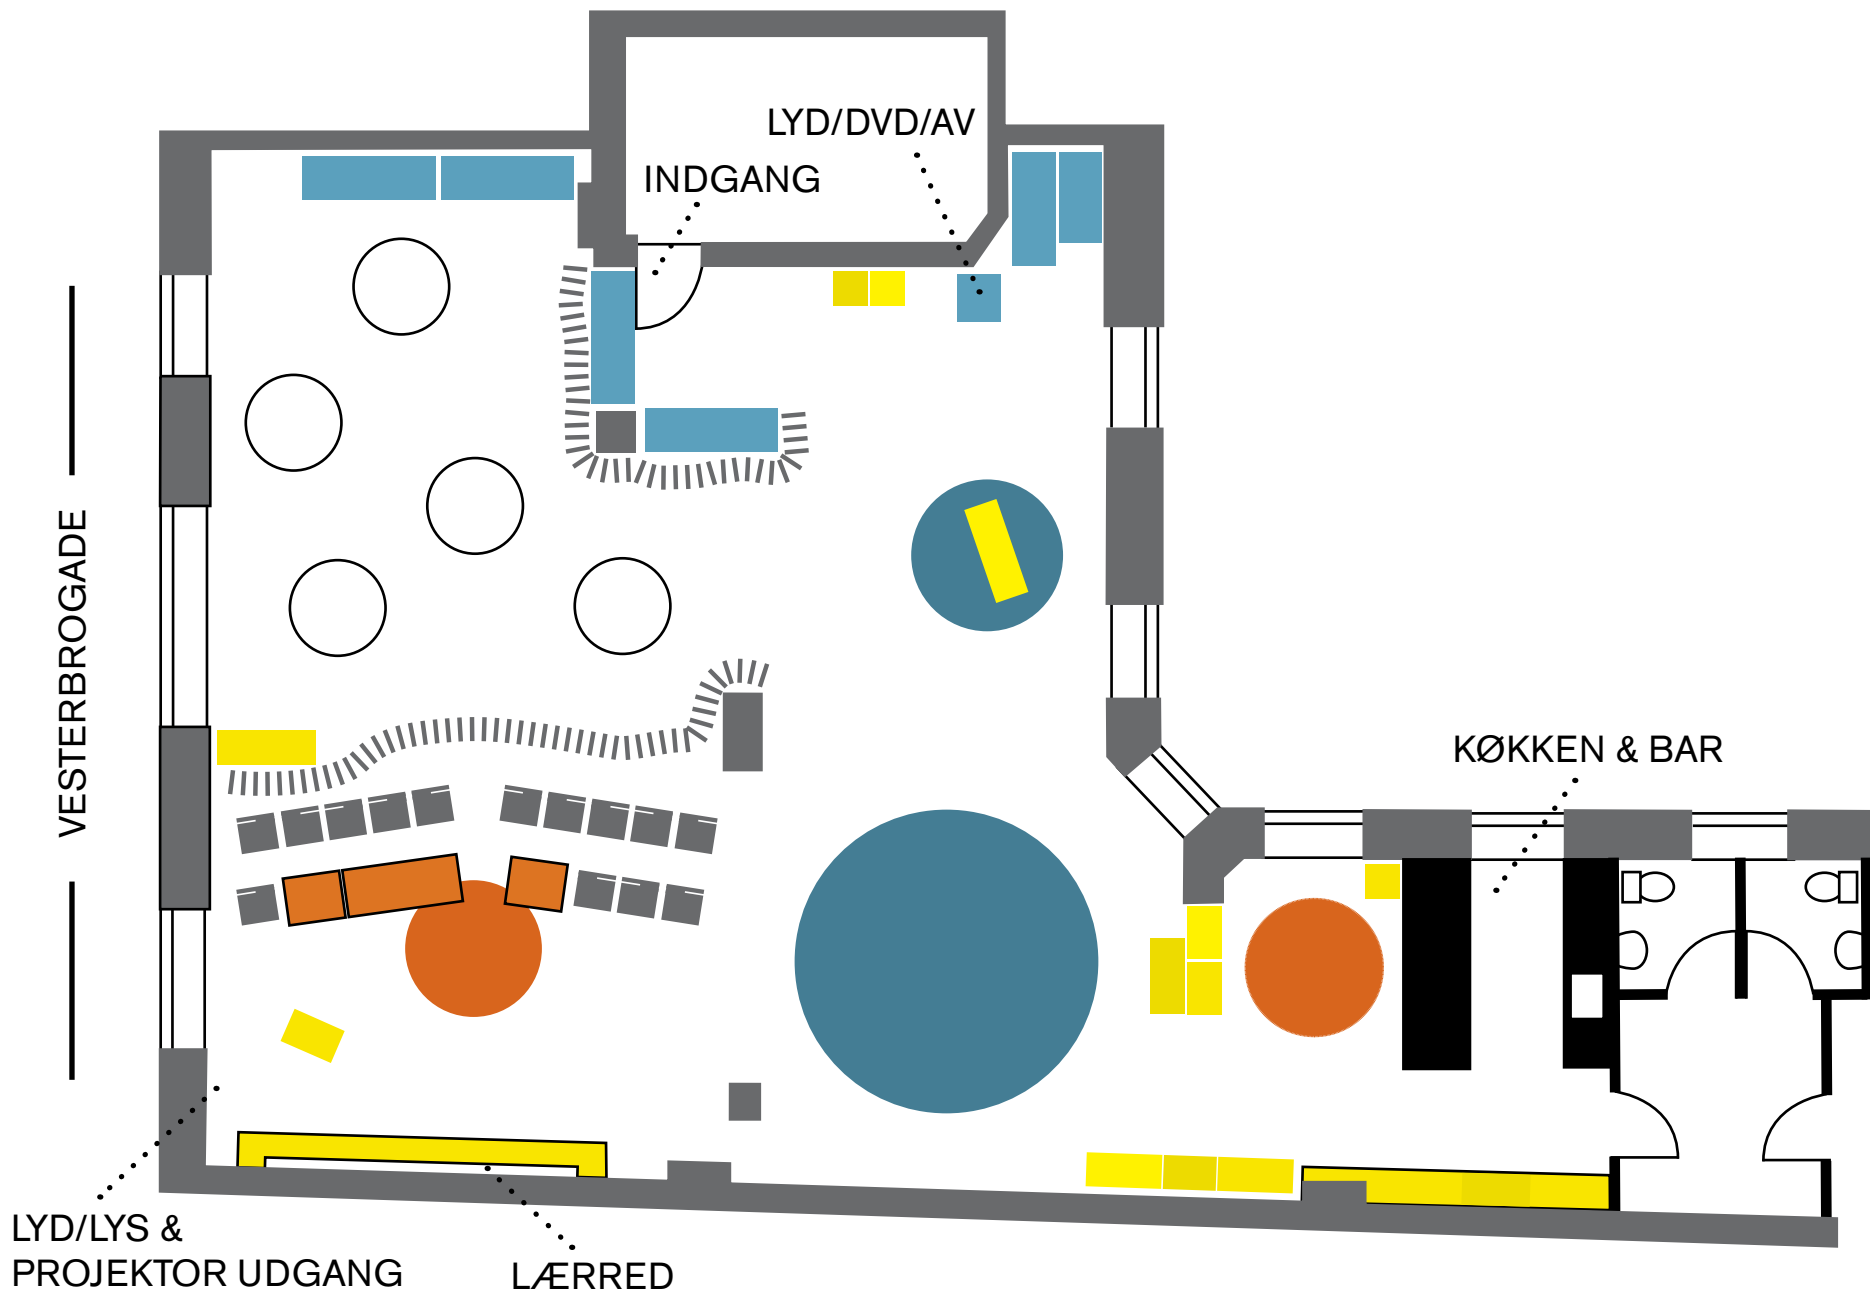 LYD/DVD/AV
INDGANG
VESTERBROGADE
KØKKEN & BAR
LYD/LYS &
PROJEKTOR UDGANG
LÆRRED